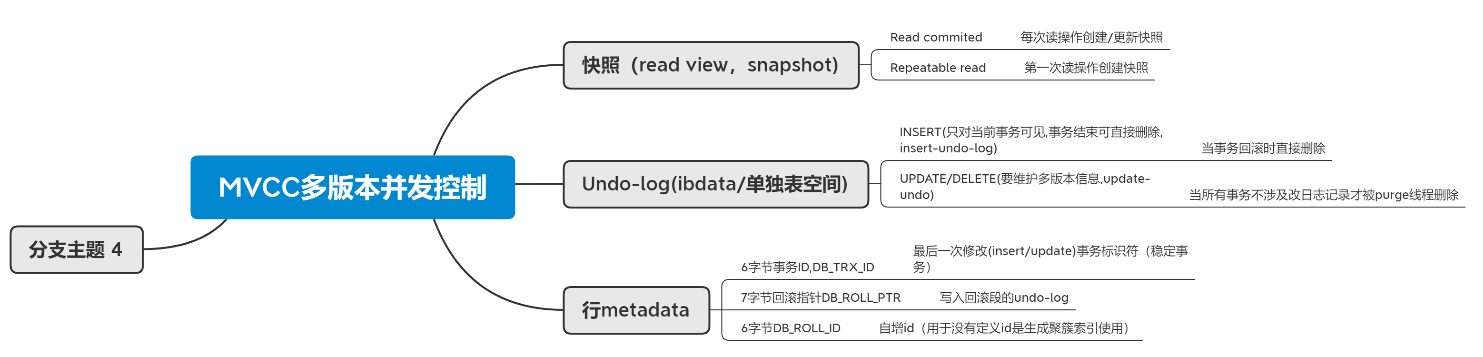 MVCC多版本并发控制
快照（read view，snapshot）
Read commited
每次读操作创建/更新快照
Repeatable read
第一次读操作创建快照
Undo-log(ibdata/单独表空间)
INSERT(只对当前事务可见,事务结束可直接删除,
insert-undo-log)
当事务回滚时直接删除
UPDATE/DELETE(要维护多版本信息,update-
undo)
当所有事务不涉及改日志记录才被purge线程删除
行metadata
6字节事务ID,DB_TRX_ID
最后一次修改(insert/update)事务标识符（稳定事
务）
7字节回滚指针DB_ROLL_PTR
写入回滚段的undo-log
6字节DB_ROLL_ID
自增id（用于没有定义id是生成聚簇索引使用）
分支主题 4